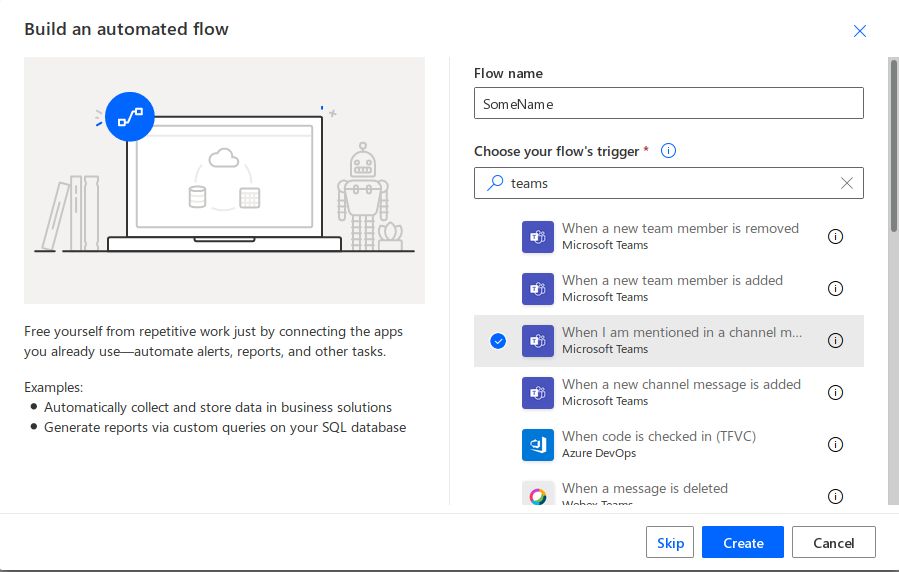 Build an automated flow
Flow name
SomeName
Choose your flow's trigger *
teams
When a new team member is removed
Microsoft Teams
When a new team member is added
Microsoft Teams
When I am mentioned in a channel m...
Microsoft Teams
When a new channel message is added
Microsoft Teams
When code is checked in (TFVC)
Azure DevOps
When a message is deleted
Webex Teams
Free yourself from repetitive work just by connecting the apps
you already use—automate alerts, reports, and other tasks.
Examples:
Automatically collect and store data in business solutions
Generate reports via custom queries on your SQL database
Skip
Create
Cancel